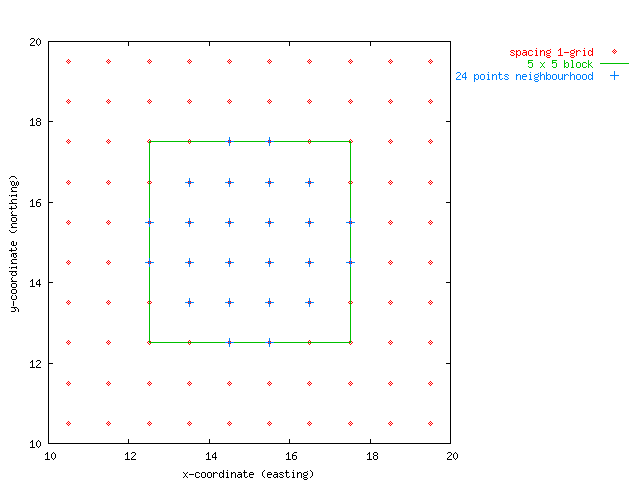 20
18
16
14
12
10
10
12
14
16
18
20
y-coordinate (northing)
x-coordinate (easting)
spacing 1-grid
5 x 5 block
24 points neighbourhood